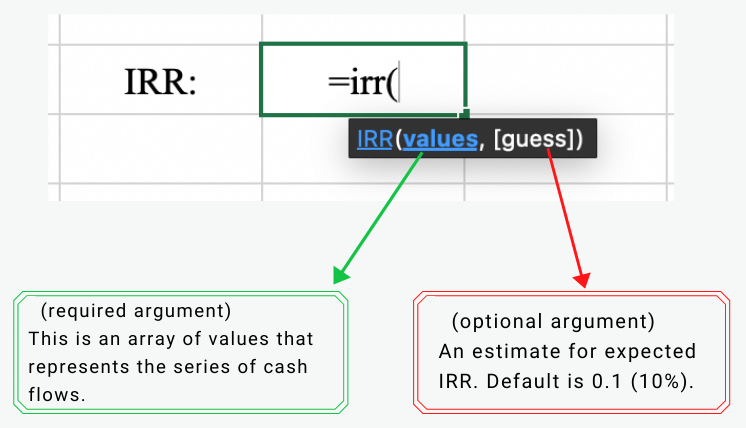 IRR: =irr(
IRR(values, [guess])
(required argument)
This is an array of values that
represents the series of cash
flows.
(optional argument)
An estimate for expected
IRR. Default is 0.1 (10%).